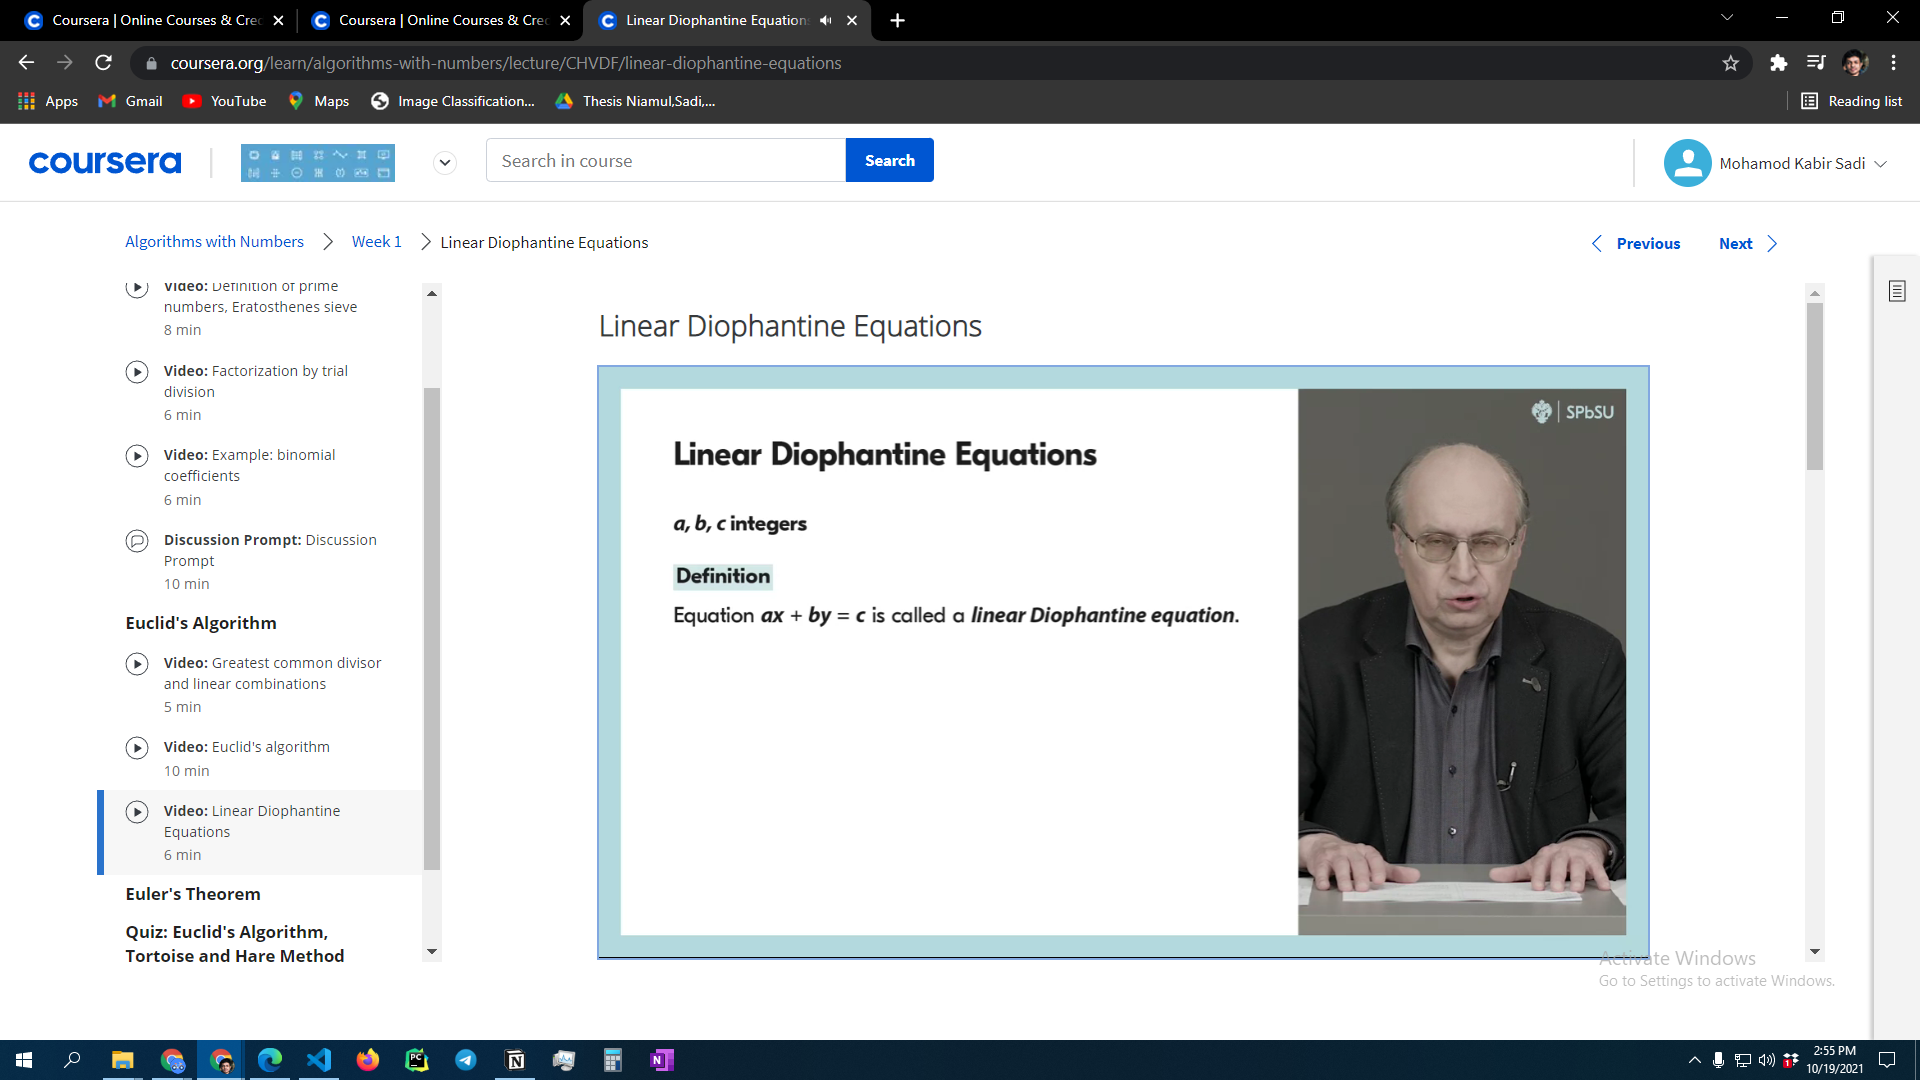 Coursera | Online Courses & Cre
Coursera | Online Courses & Cre
Linear Diophantine Equation
coursera.org/learn/algorithms-with-numbers/lecture/CHVDF/linear-diophantine-equations
Apps
Gmail
YouTube
Maps
Image Classification...
Thesis Niamul,Sadi,...
Reading list
coursera
Search in course
Search
Mohamod Kabir Sadi
Algorithms with Numbers
Week 1
Linear Diophantine Equations
Previous
Next
Video: Definition of prime
numbers, Eratosthenes sieve
8 min
Video: Factorization by trial
division
6 min
Video: Example: binomial
coefficients
6 min
Discussion Prompt: Discussion
Prompt
10 min
Euclid's Algorithm
Video: Greatest common divisor
and linear combinations
5 min
Video: Euclid's algorithm
10 min
Video: Linear Diophantine
Equations
6 min
Euler's Theorem
Quiz: Euclid's Algorithm,
Tortoise and Hare Method
Linear Diophantine Equations
SPbSU
Linear Diophantine Equations
a, b, c integers
Definition
Equation ax + by = c is called a linear Diophantine equation.
Activate Windows
Go to Settings to activate Windows.
2:55 PM
10/19/2021